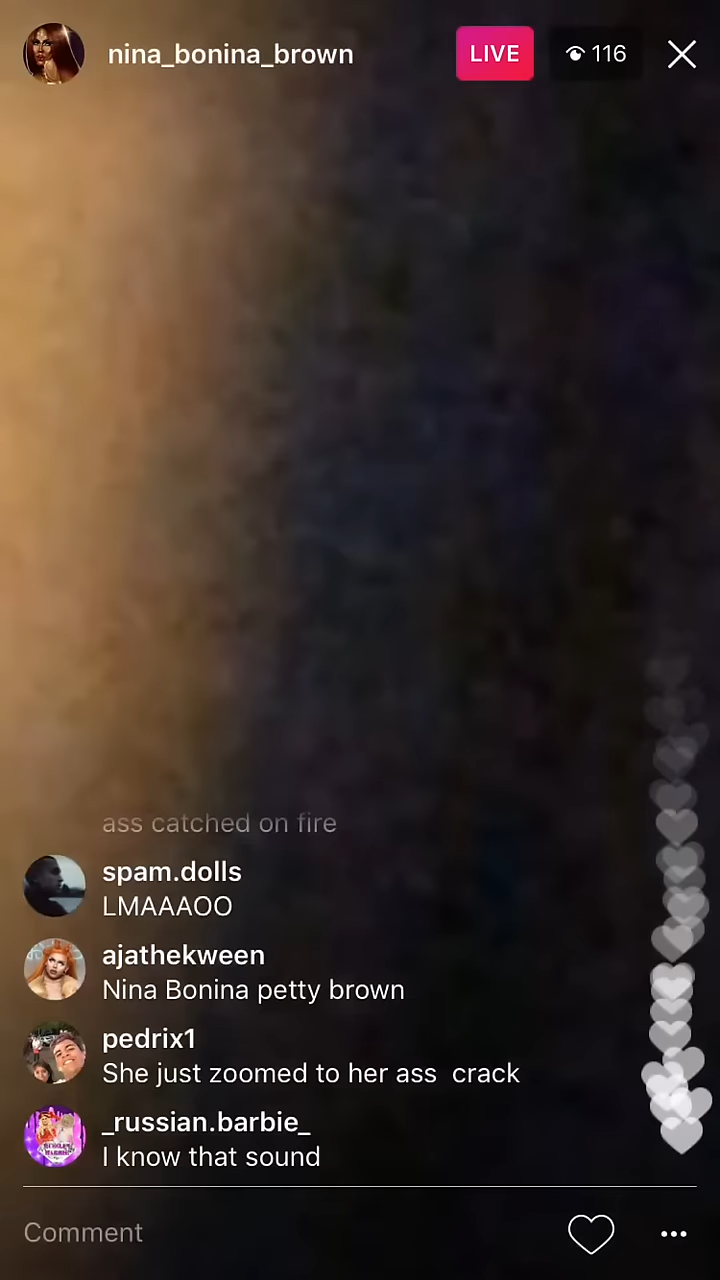 nina_bonina_brown
LIVE
116
ass catched on fire
spam.dolls
LMAAAOO
ajathekween
Nina Bonina petty brown
pedrix1
She just zoomed to her ass  crack
_russian.barbie_
I know that sound
Comment